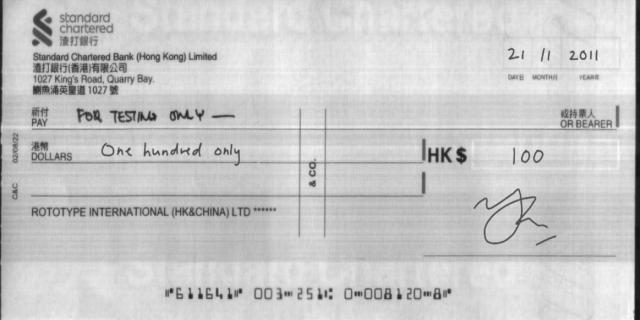 standard
chartered
渣打銀行
Standard Chartered Bank (Hong Kong) Limited
渣打銀行(香港)有限公司
1027 King's Road, Quarry Bay.
鰂魚涌英皇道 1027 號
21 /1 2011
DAY日 MONTH月 YEAR年
祈付
PAY FOR TESTING ONLY —
或持票人
OR BEARER
港幣
DOLLARS One hundred only
HK$ 100
& CO.
C&C 02/08/22
ROTOTYPE INTERNATIONAL (HK&CHINA) LTD ******
⑈611641⑈ 003⑉251⑆ 0⑉008120⑉8⑈